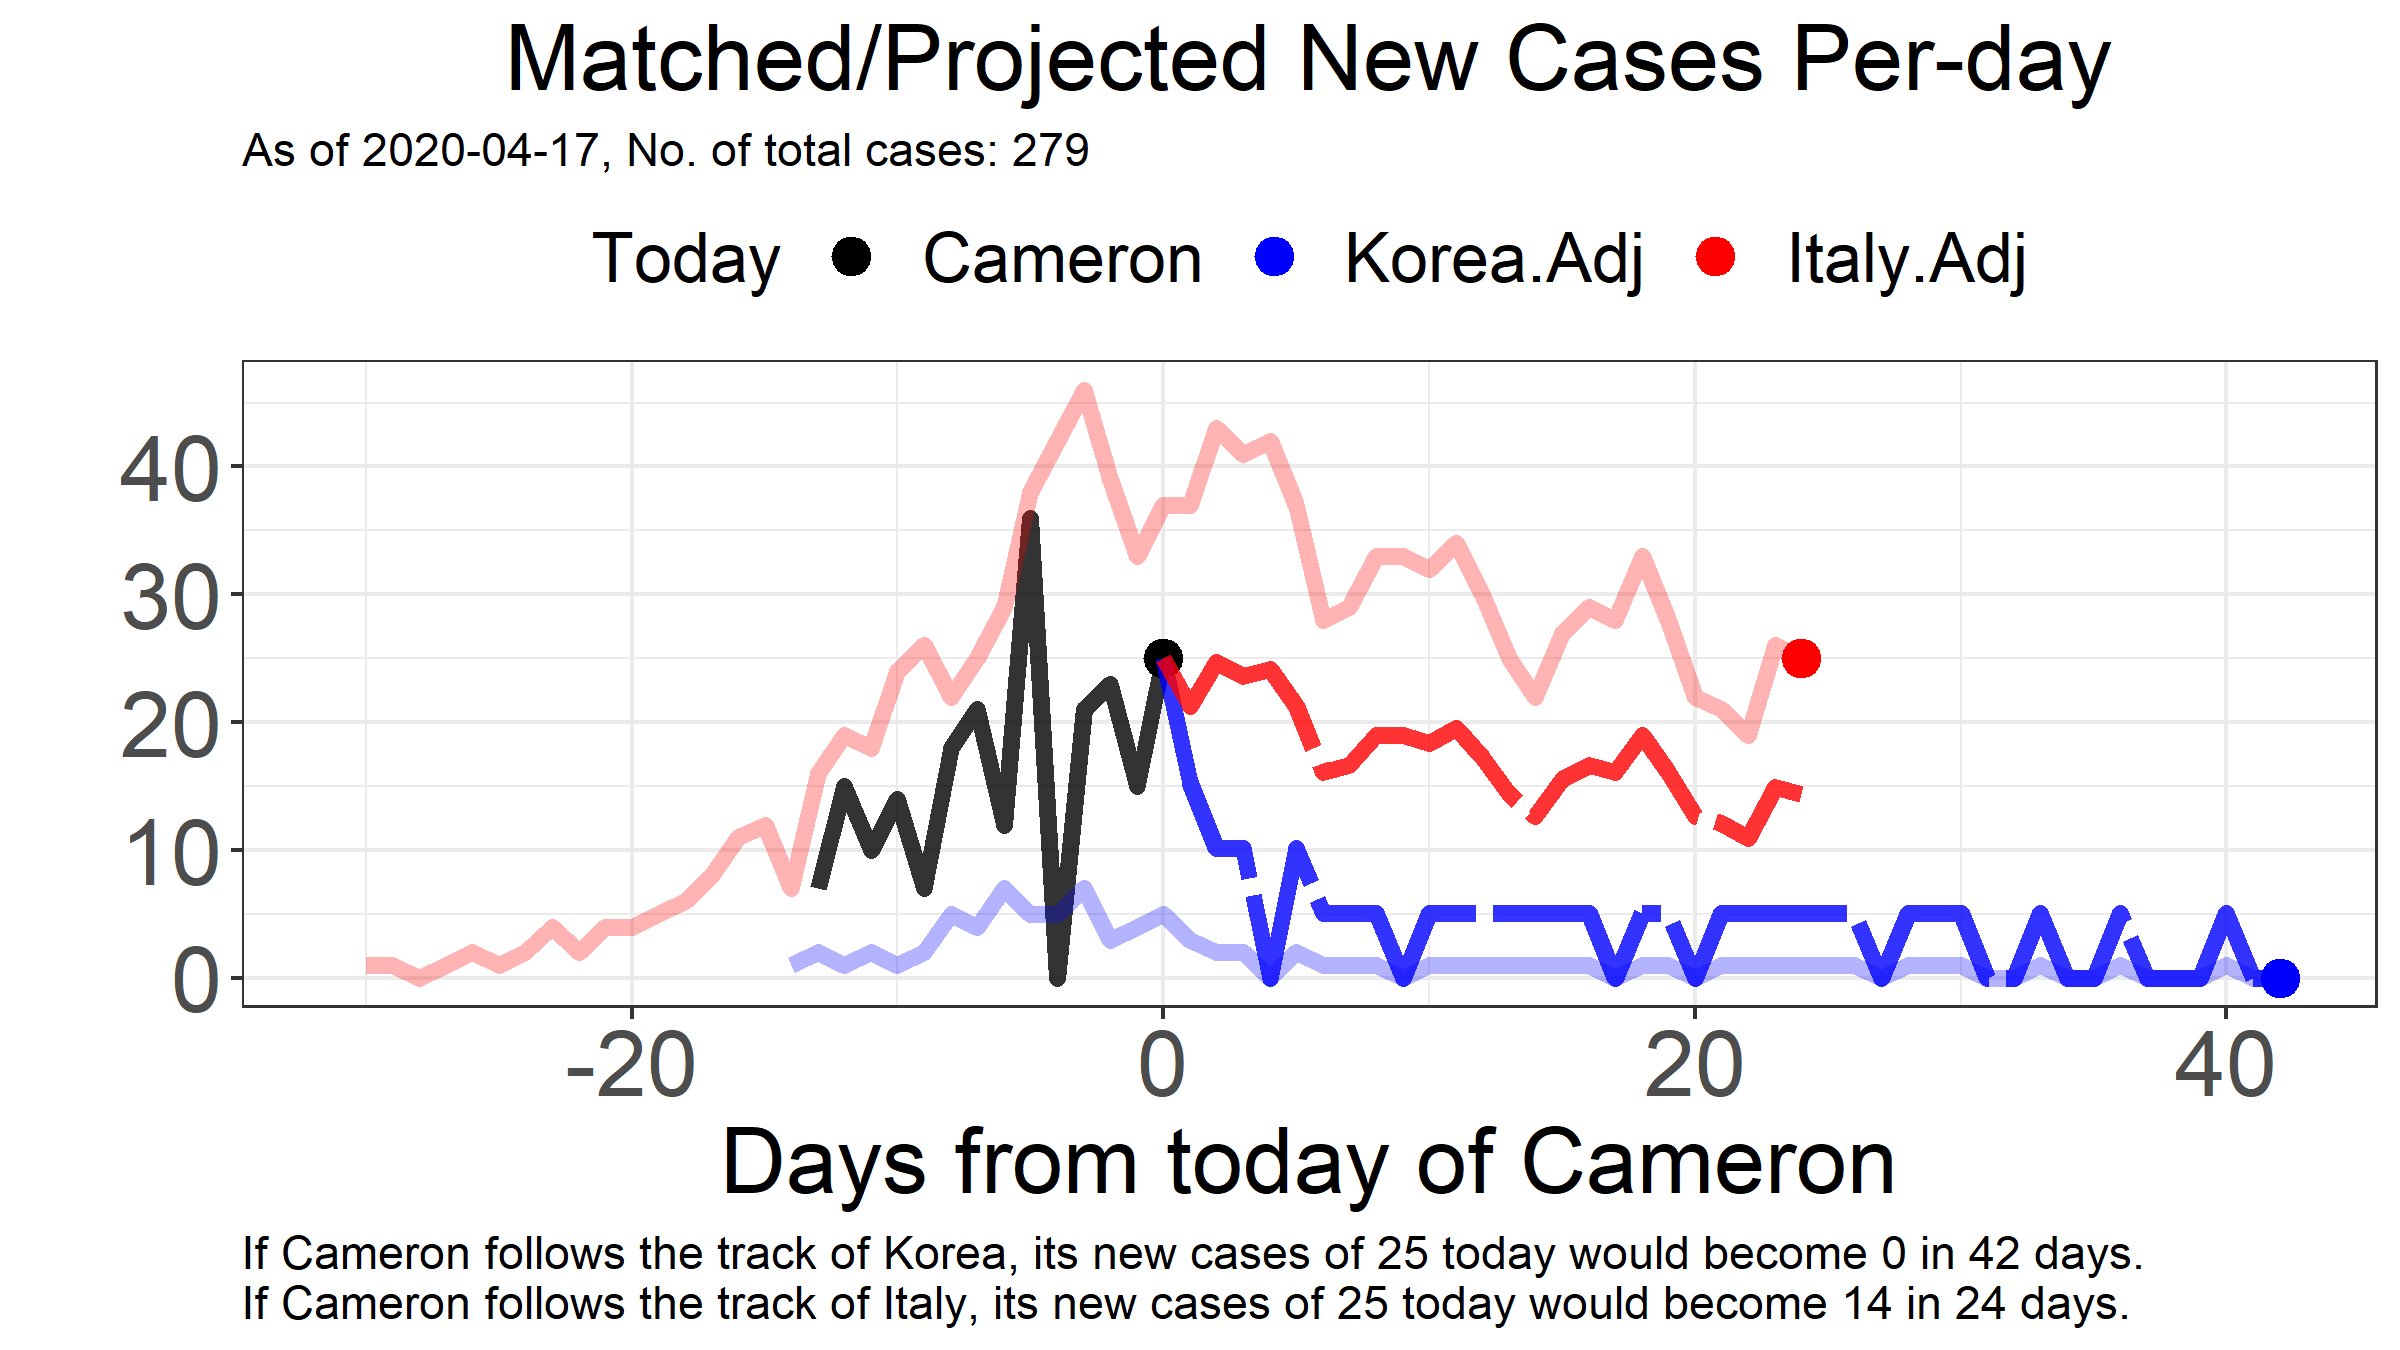 Matched/Projected New Cases Per-day
As of 2020-04-17, No. of total cases: 279
Today Cameron Korea.Adj Italy.Adj
40
30
20
10
0
-20 0 20 40
Days from today of Cameron
If Cameron follows the track of Korea, its new cases of 25 today would become 0 in 42 days.
If Cameron follows the track of Italy, its new cases of 25 today would become 14 in 24 days.